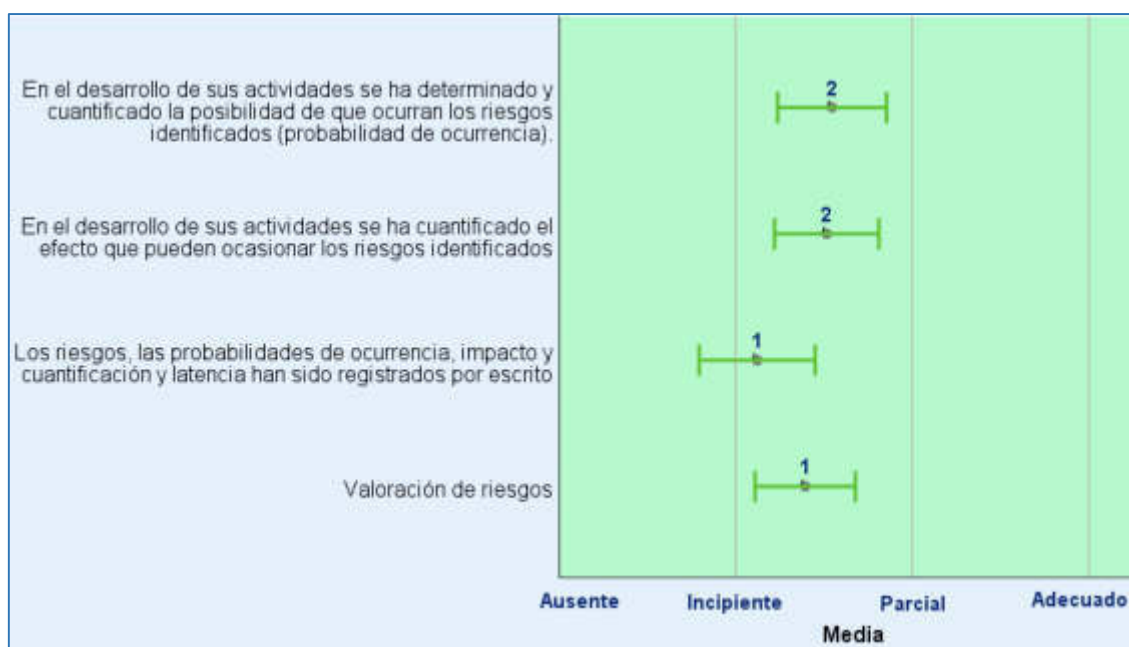 En el desarrollo de sus actividades se ha determinado y
cuantificado la posibilidad de que ocurran los riesgos
identificados (probabilidad de ocurrencia).
2
En el desarrollo de sus actividades se ha cuantificado el
efecto que pueden ocasionar los riesgos identificados
2
Los riesgos, las probabilidades de ocurrencia, impacto y
cuantificación y latencia han sido registrados por escrito
1
Valoración de riesgos
1
Ausente Incipiente Parcial Adecuado
Media